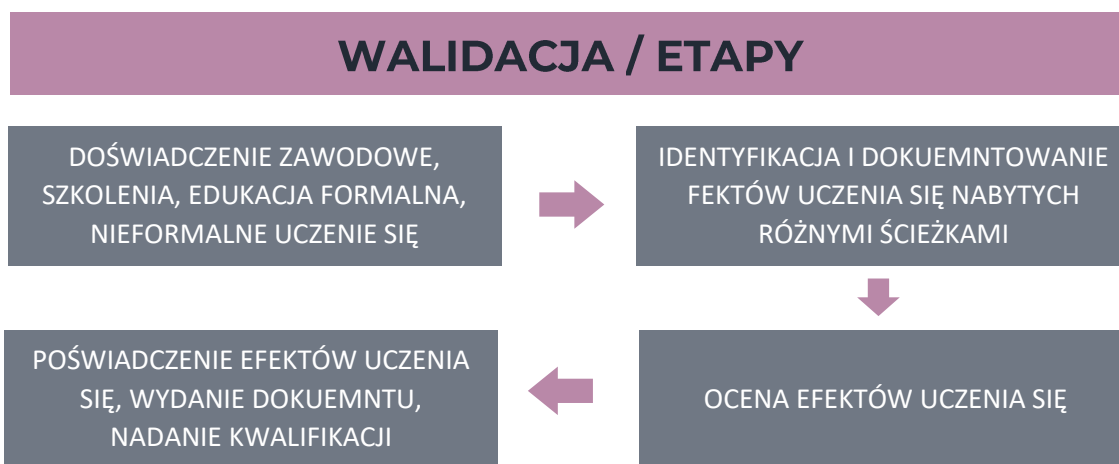 WALIDACJA / ETAPY
DOŚWIADCZENIE ZAWODOWE,
SZKOLENIA, EDUKACJA FORMALNA,
NIEFORMALNE UCZENIE SIĘ
IDENTYFIKACJA I DOKUEMNTOWANIE
FEKTÓW UCZENIA SIĘ NABYTYCH
RÓŻNYMI ŚCIEŻKAMI
OCENA EFEKTÓW UCZENIA SIĘ
POŚWIADCZENIE EFEKTÓW UCZENIA
SIĘ, WYDANIE DOKUEMNTU,
NADANIE KWALIFIKACJI